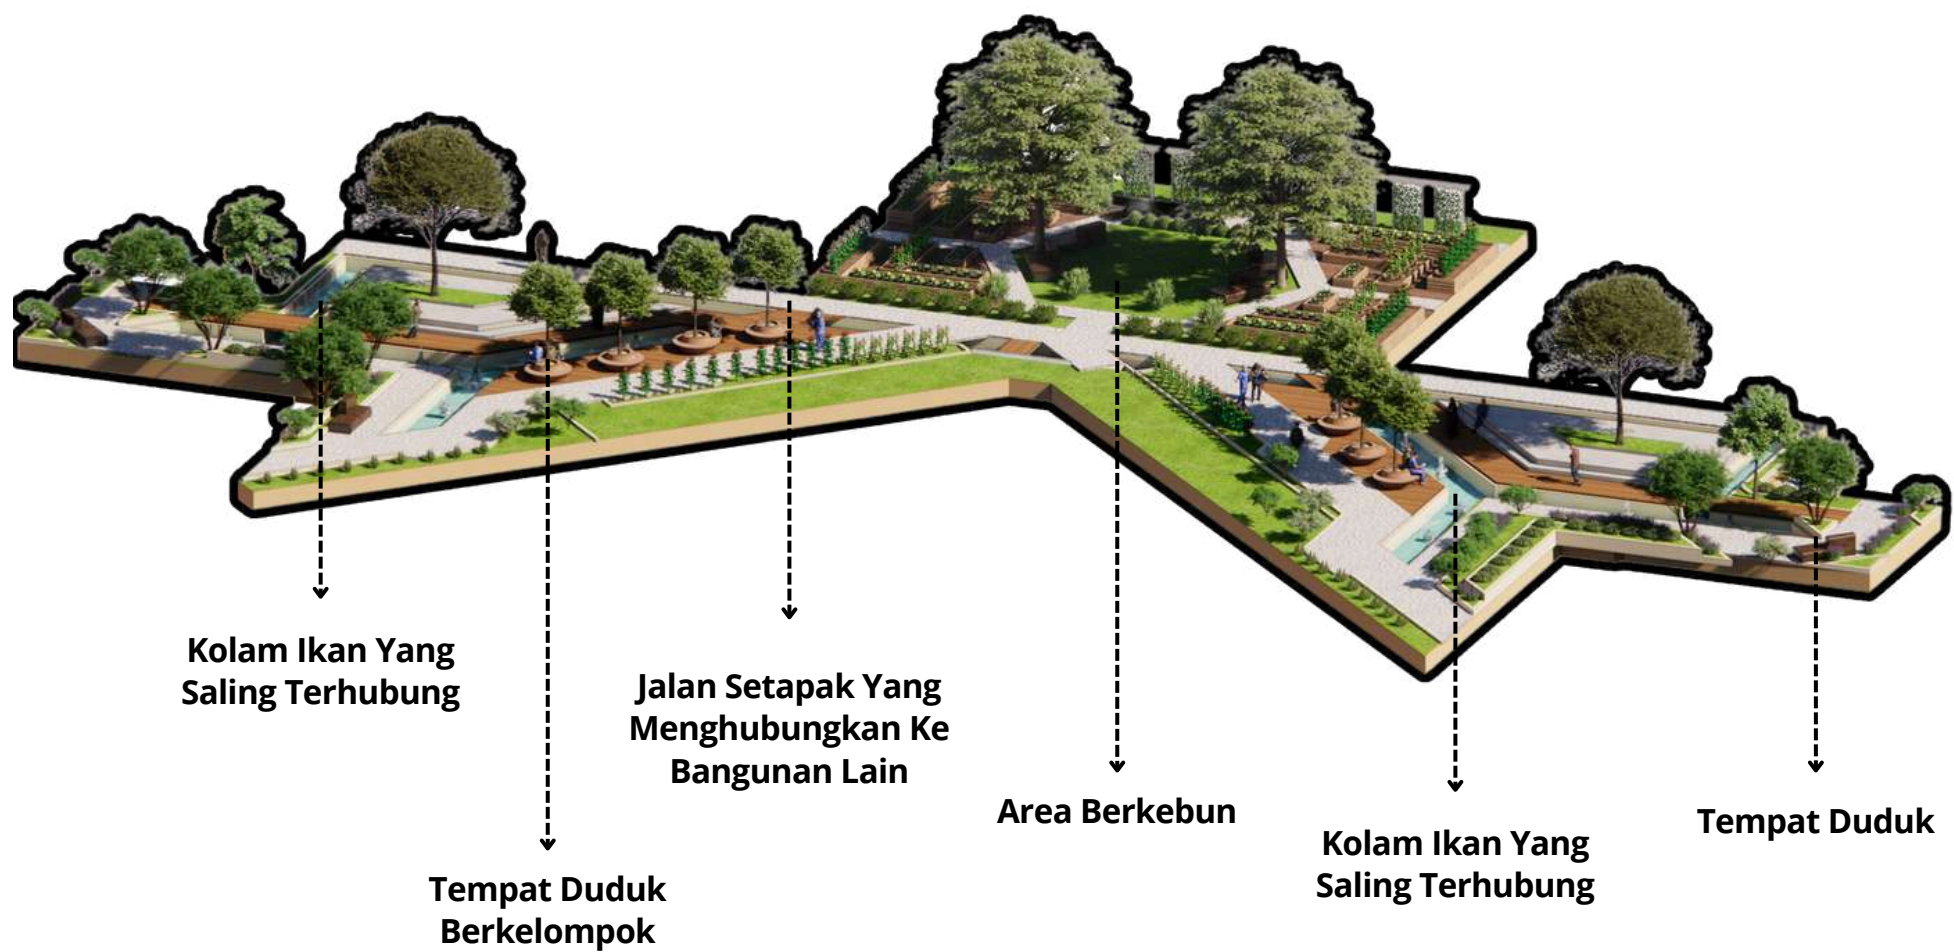 Kolam Ikan Yang
Saling Terhubung
Tempat Duduk
Berkelompok
Jalan Setapak Yang
Menghubungkan Ke
Bangunan Lain
Area Berkebun
Kolam Ikan Yang
Saling Terhubung
Tempat Duduk